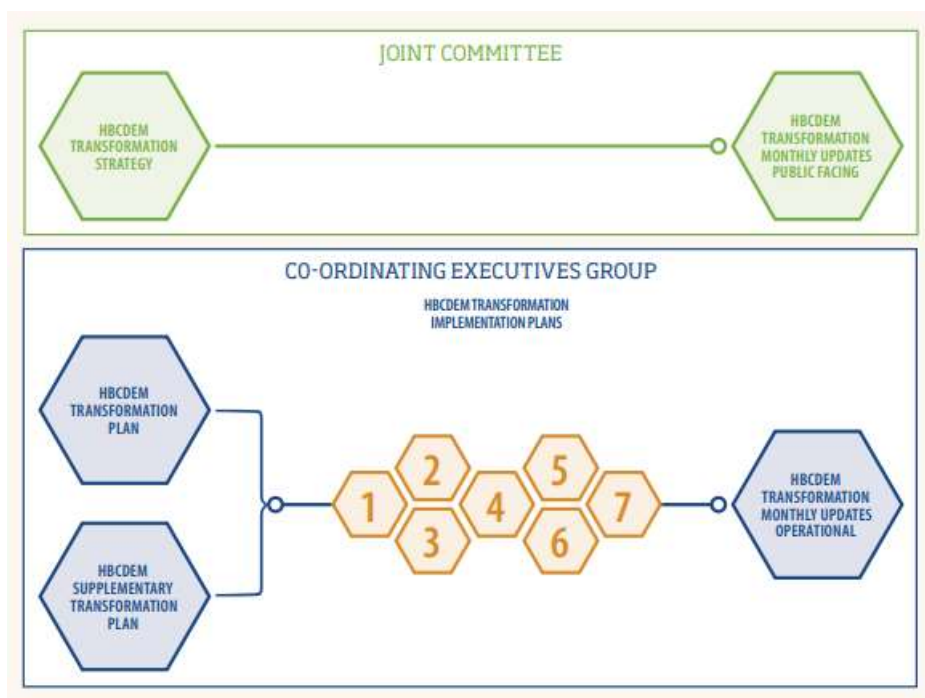 JOINT COMMITTEE
HBCDEM
TRANSFORMATION
STRATEGY
HBCDEM
TRANSFORMATION
MONTHLY UPDATES
PUBLIC FACING
CO-ORDINATING EXECUTIVES GROUP
HBCDEM TRANSFORMATION
IMPLEMENTATION PLANS
HBCDEM
TRANSFORMATION
PLAN
HBCDEM
SUPPLEMENTARY
TRANSFORMATION
PLAN
1
2
3
4
5
6
7
HBCDEM
TRANSFORMATION
MONTHLY UPDATES
OPERATIONAL